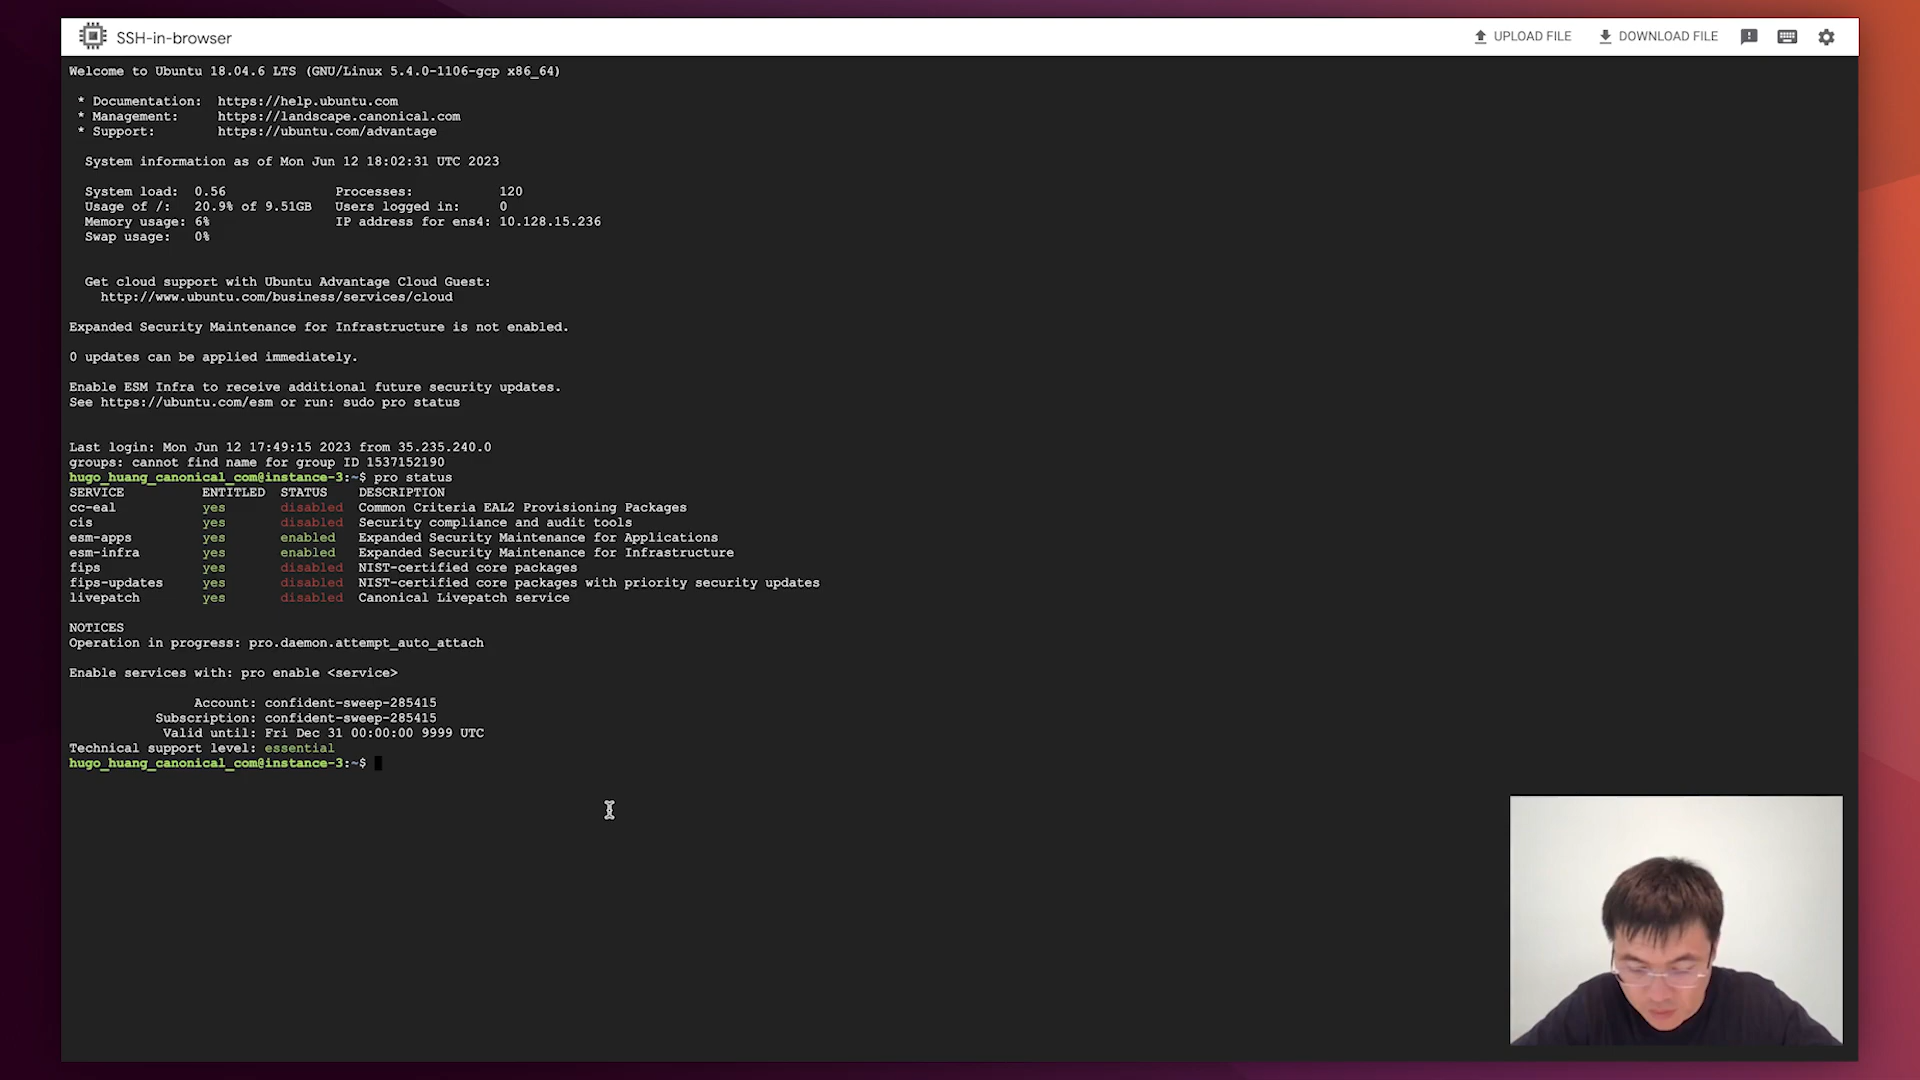 SSH-in-browser
UPLOAD FILE
DOWNLOAD FILE
Welcome to Ubuntu 18.04.6 LTS (GNU/Linux 5.4.0-1106-gcp x86_64)
* Documentation: https://help.ubuntu.com
* Management: https://landscape.canonical.com
* Support: https://ubuntu.com/advantage
System information as of Mon Jun 12 18:02:31 UTC 2023
System load: 0.56 Processes: 120
Usage of /: 20.9% of 9.51GB Users logged in: 0
Memory usage: 6% IP address for ens4: 10.128.15.236
Swap usage: 0%
Get cloud support with Ubuntu Advantage Cloud Guest:
http://www.ubuntu.com/business/services/cloud
Expanded Security Maintenance for Infrastructure is not enabled.
0 updates can be applied immediately.
Enable ESM Infra to receive additional future security updates.
See https://ubuntu.com/esm or run: sudo pro status
Last login: Mon Jun 12 17:49:15 2023 from 35.235.240.0
groups: cannot find name for group ID 1537152190
hugo_huang_canonical_com@instance-3:~$ pro status
SERVICE ENTITLED STATUS DESCRIPTION
cc-eal yes disabled Common Criteria EAL2 Provisioning Packages
cis yes disabled Security compliance and audit tools
esm-apps yes enabled Expanded Security Maintenance for Applications
esm-infra yes enabled Expanded Security Maintenance for Infrastructure
fips yes disabled NIST-certified core packages
fips-updates yes disabled NIST-certified core packages with priority security updates
livepatch yes disabled Canonical Livepatch service
NOTICES
Operation in progress: pro.daemon.attempt_auto_attach
Enable services with: pro enable <service>
Account: confident-sweep-285415
Subscription: confident-sweep-285415
Valid until: Fri Dec 31 00:00:00 9999 UTC
Technical support level: essential
hugo_huang_canonical_com@instance-3:~$